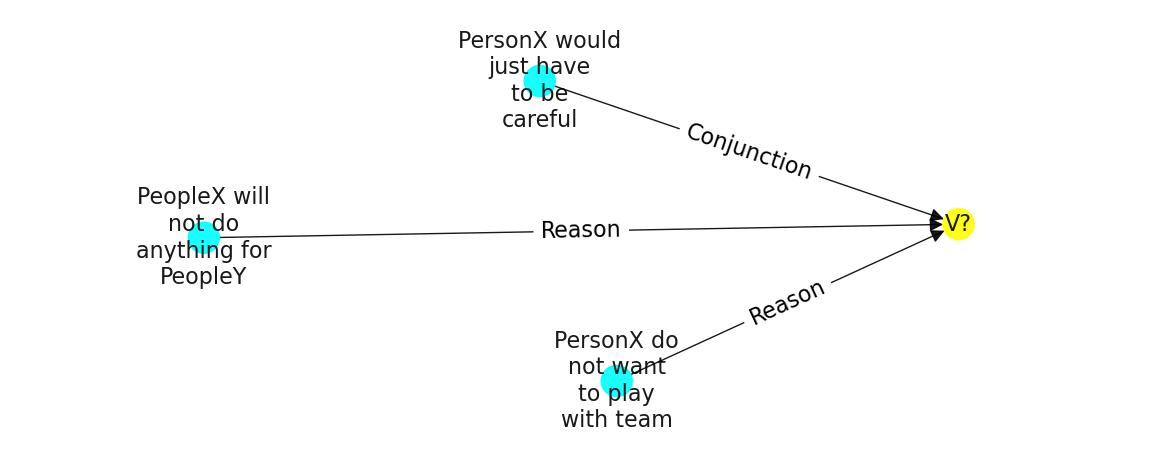 PersonX would
just have
to be
careful
Conjunction
PeopleX will
not do
anything for
PeopleY
Reason
V?
Reason
PersonX do
not want
to play
with team